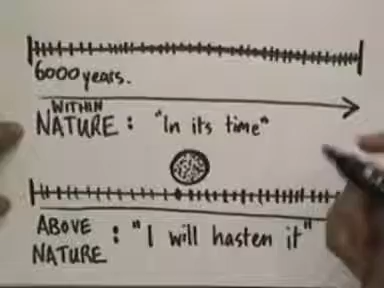 6000 years.
WITHIN
NATURE: "In its time"
ABOVE
NATURE : "I will hasten it"